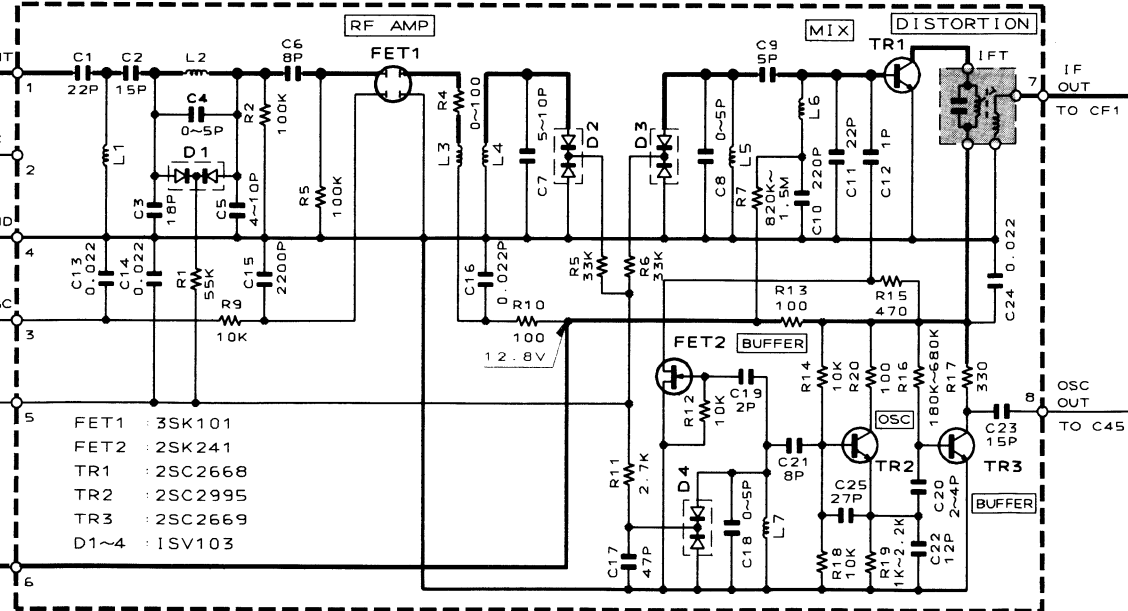 RF AMP
MIX
DISTORTION
NT
1
C1
22P
C2
15P
L2
C6
8P
FET1
C9
5P
TR1
IFT
7
IF
OUT
TO CF1
C4
0~5P
R2
100K
R4
0~100
5~10P
C7
D2
D3
0~5P
C8
L5
L6
220P
C10
22P
C11
1P
C12
2
L1
D1
L3
L4
R7
820K~
1.5M
C3
18P
C5
4~10P
R5
100K
ND
4
C13
0.022
C14
0.022
R1
55K
C15
2200P
C16
0.022P
R5
33K
R6
33K
0.022
C24
SC
3
R9
10K
R10
100
R13
100
R15
470
12.8V
FET2
BUFFER
R14
10K
R20
100
R16
180K~680K
R17
330
C19
2P
R12
10K
5
8
OSC
OUT
TO C45
C23
15P
FET1 : 3SK101
FET2 : 2SK241
TR1 : 2SC2668
TR2 : 2SC2995
TR3 : 2SC2669
D1~4 : ISV103
OSC
C21
8P
TR2
TR3
R11
2.7K
D4
0~5P
C18
L7
C25
27P
C20
2~4P
BUFFER
C17
47P
R18
10K
R19
1K~2.2K
C22
12P
6